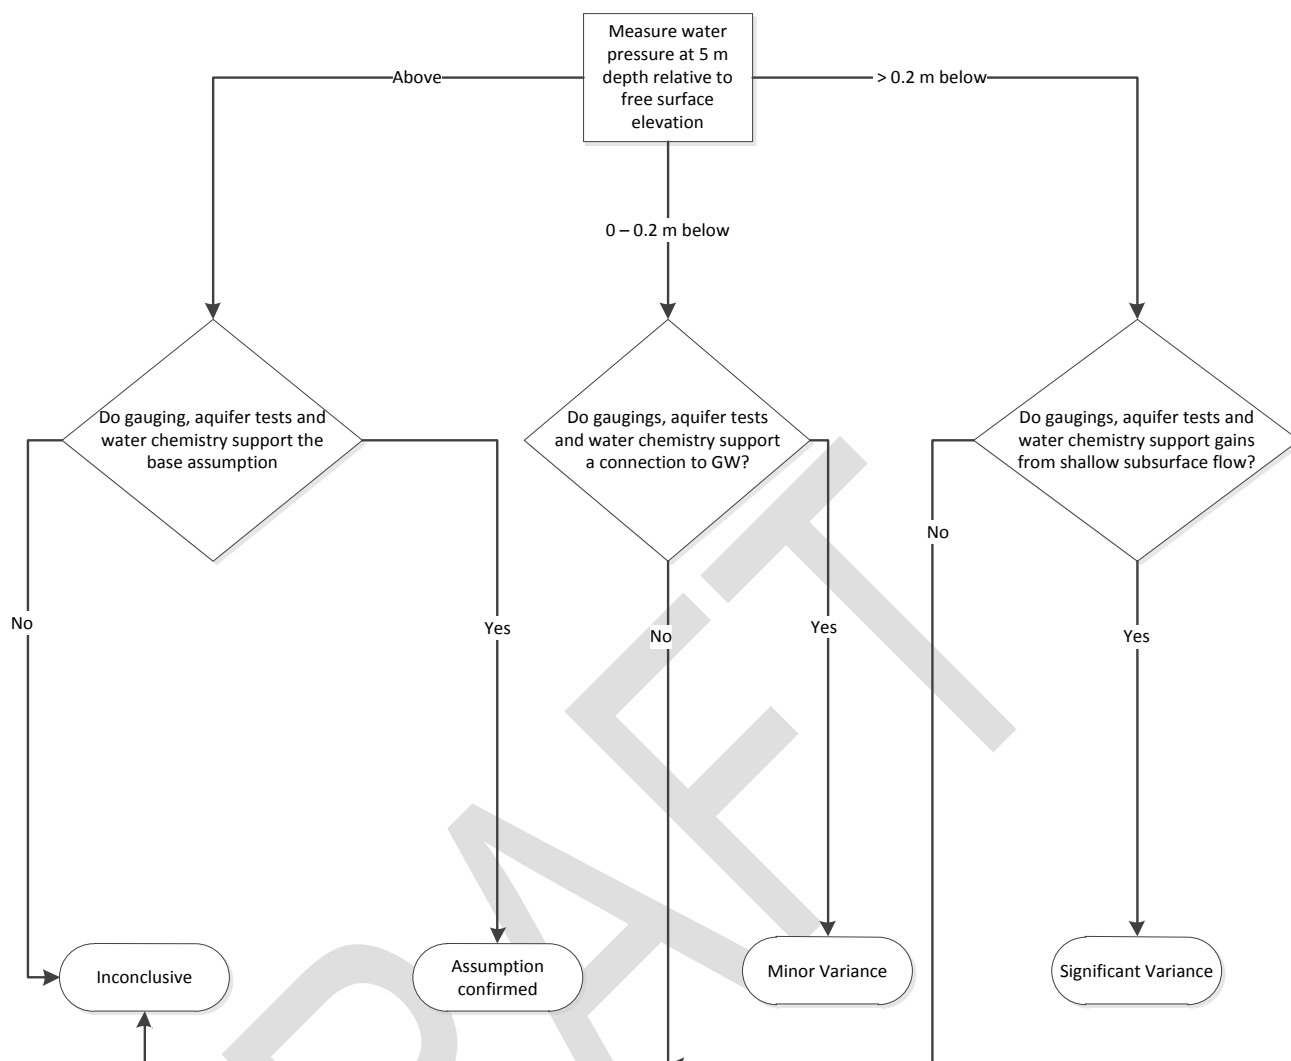 Measure water
pressure at 5 m
depth relative to
free surface
elevation
Above
> 0.2 m below
0 – 0.2 m below
Do gauging, aquifer tests and
water chemistry support the
base assumption
Do gaugings, aquifer tests
and water chemistry support
a connection to GW?
Do gaugings, aquifer tests and
water chemistry support gains
from shallow subsurface flow?
No
No
Yes
No
Yes
Yes
Inconclusive
Assumption
confirmed
Minor Variance
Significant Variance
RAFT